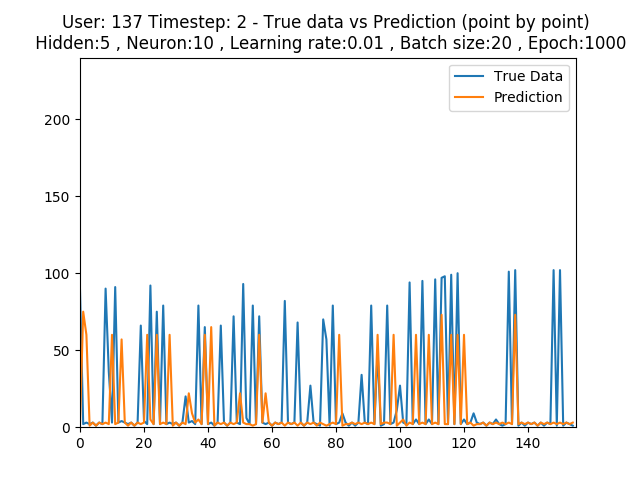 User: 137 Timestep: 2 - True data vs Prediction (point by point)
Hidden:5 , Neuron:10 , Learning rate:0.01 , Batch size:20 , Epoch:1000
True Data
Prediction
200
150
100
50
0
0 20 40 60 80 100 120 140